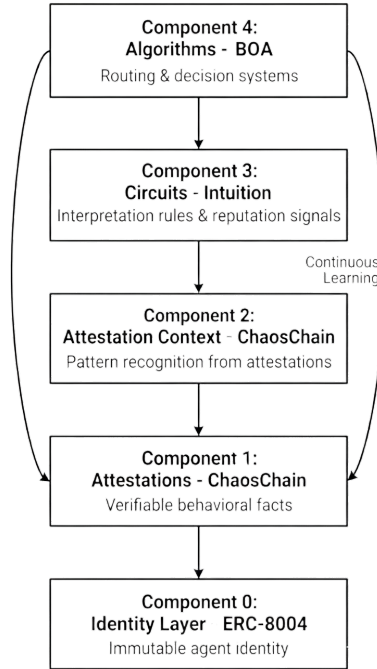 Component 4:
Algorithms - BOA
Routing & decision systems
Component 3:
Circuits - Intuition
Interpretation rules & reputation signals
Continuous
Learning
Component 2:
Attestation Context - ChaosChain
Pattern recognition from attestations
Component 1:
Attestations - ChaosChain
Verifiable behavioral facts
Component 0:
Identity Layer ERC-8004
Immutable agent identity